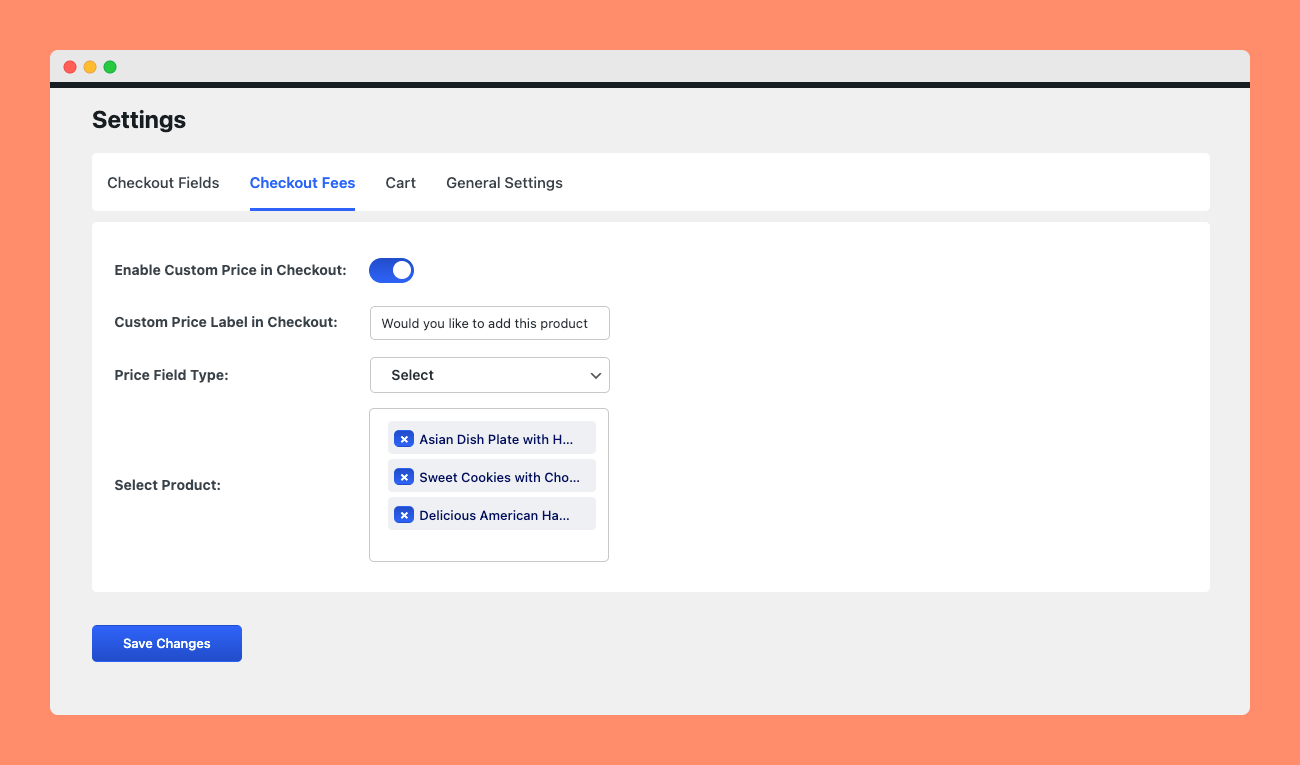 Settings
Checkout Fields Checkout Fees Cart General Settings
Enable Custom Price in Checkout:
Custom Price Label in Checkout: Would you like to add this product
Price Field Type: Select
Asian Dish Plate with H...
Sweet Cookies with Cho...
Select Product:
Delicious American Ha...
Save Changes